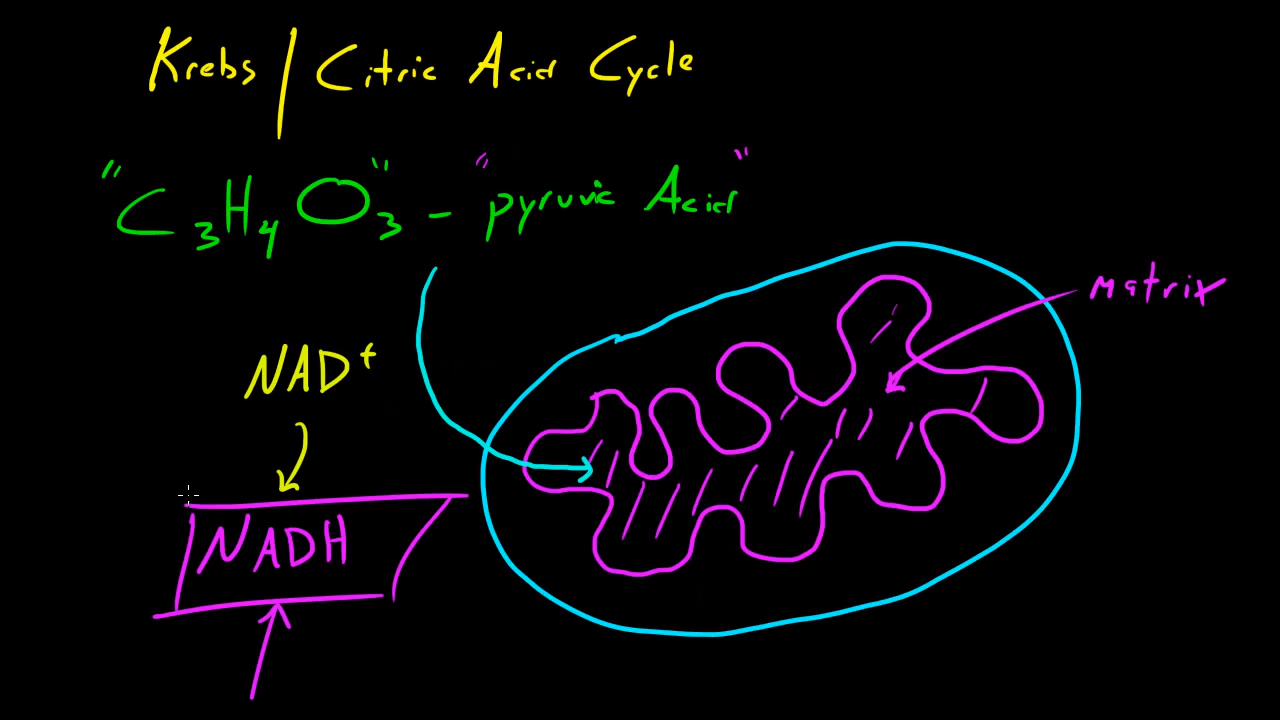 Krebs / Citric Acid Cycle
"C₃H₄O₃" - "pyruvic Acid"
matrix
NAD⁺
NADH